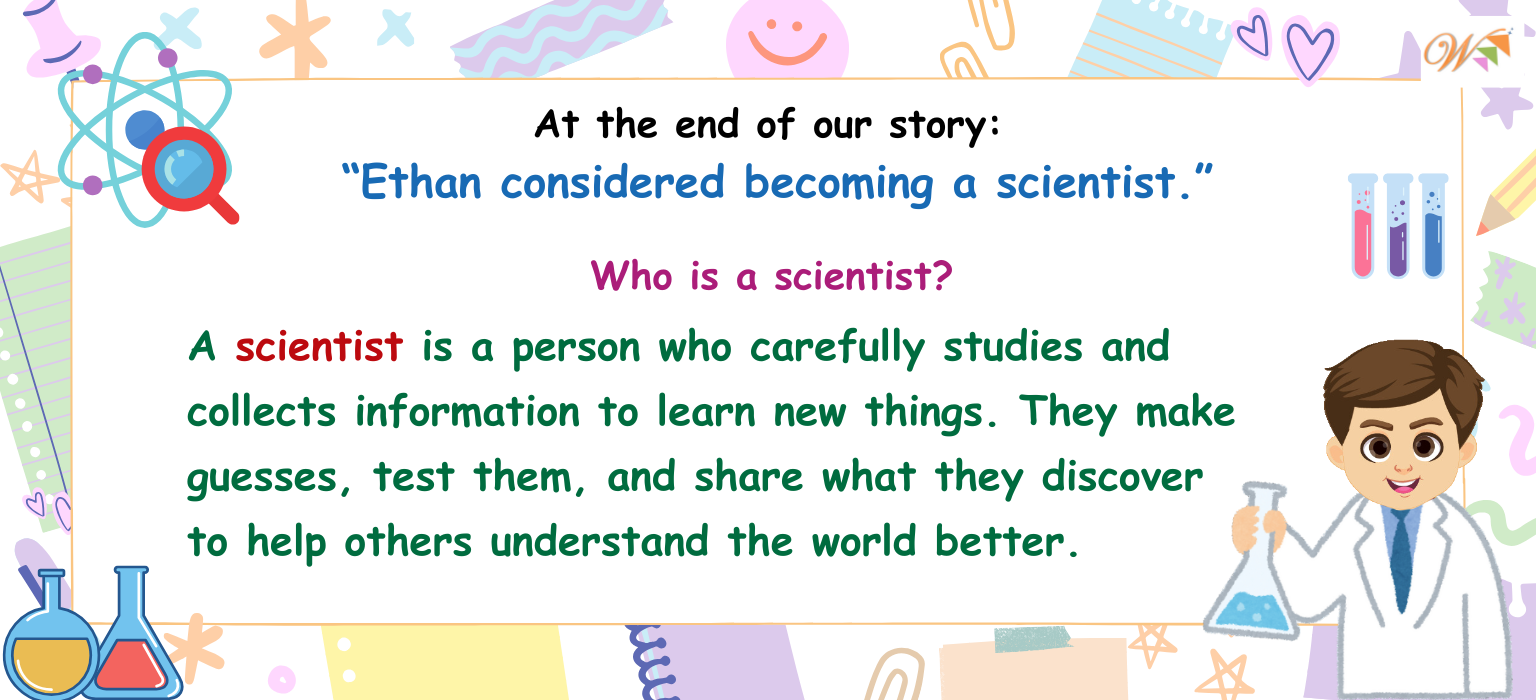 W
At the end of our story:
“Ethan considered becoming a scientist.”
Who is a scientist?
A scientist is a person who carefully studies and
collects information to learn new things. They make
guesses, test them, and share what they discover
to help others understand the world better.